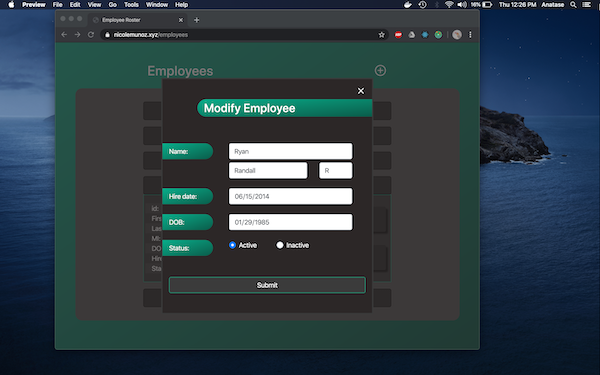 Preview File Edit View Go Tools Window Help 16% Thu 12:26 PM Anatase
Employee Roster
nicolemunoz.xyz/employees
Employees
Modify Employee
Name: Ryan
Randall R
Hire date: 06/15/2014
DOB: 01/29/1985
Status: Active Inactive
Submit
id:
Firs
Las
MI:
DO
Hire
Sta